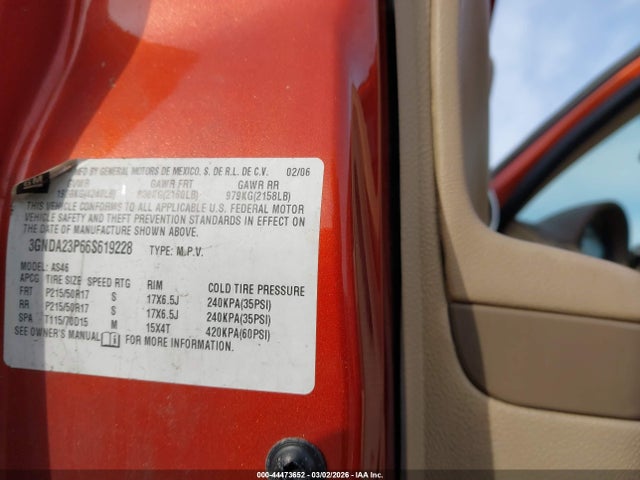 MFD BY GENERAL MOTORS DE MEXICO, S. DE R.L. DE C.V. 02/06
GVWR GAWR FRT GAWR RR
979KG(2158LB)
THIS VEHICLE CONFORMS TO ALL APPLICABLE U.S. FEDERAL MOTOR
VEHICLE SAFETY AND THEFT PREVENTION STANDARDS IN EFFECT ON
THE DATE OF MANUFACTURE SHOWN ABOVE.
3GNDA23P66S619228 TYPE: M.P.V.
MODEL: AS46
APCG TIRE SIZE SPEED RTG RIM COLD TIRE PRESSURE
FRT P215/50R17 S 17X6.5J 240KPA(35PSI)
RR P215/50R17 S 17X6.5J 240KPA(35PSI)
SPA T115/70D15 M 15X4T 420KPA(60PSI)
SEE OWNER'S MANUAL FOR MORE INFORMATION.
000-44473652 | 03/02/2026 - IAA Inc.